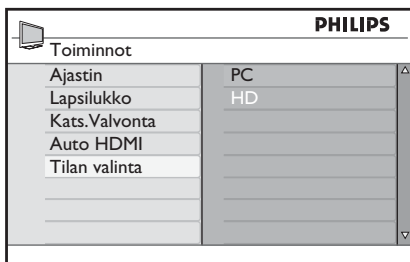 PHILIPS
Toiminnot
Ajastin
PC
Lapsilukko
HD
Kats.Valvonta
Auto HDMI
Tilan valinta